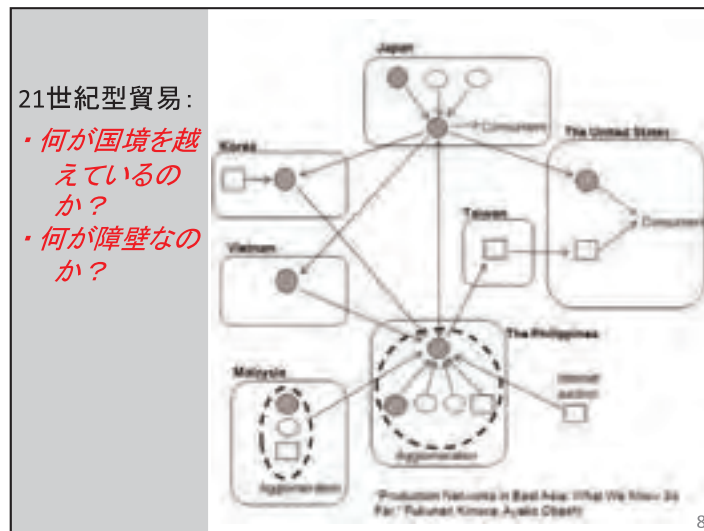 21世紀型貿易:
・何が国境を越
えているの
か？
・何が障壁なの
か？
Japan
Consumers
The United States
Korea
Taiwan
Consumers
Vietnam
The Philippines
Malaysia
Internet
auction
Agglomeration
Agglomeration
"Production Networks in East Asia: What We Know So
Far." Fukunari Kimura, Ayako Obashi
8